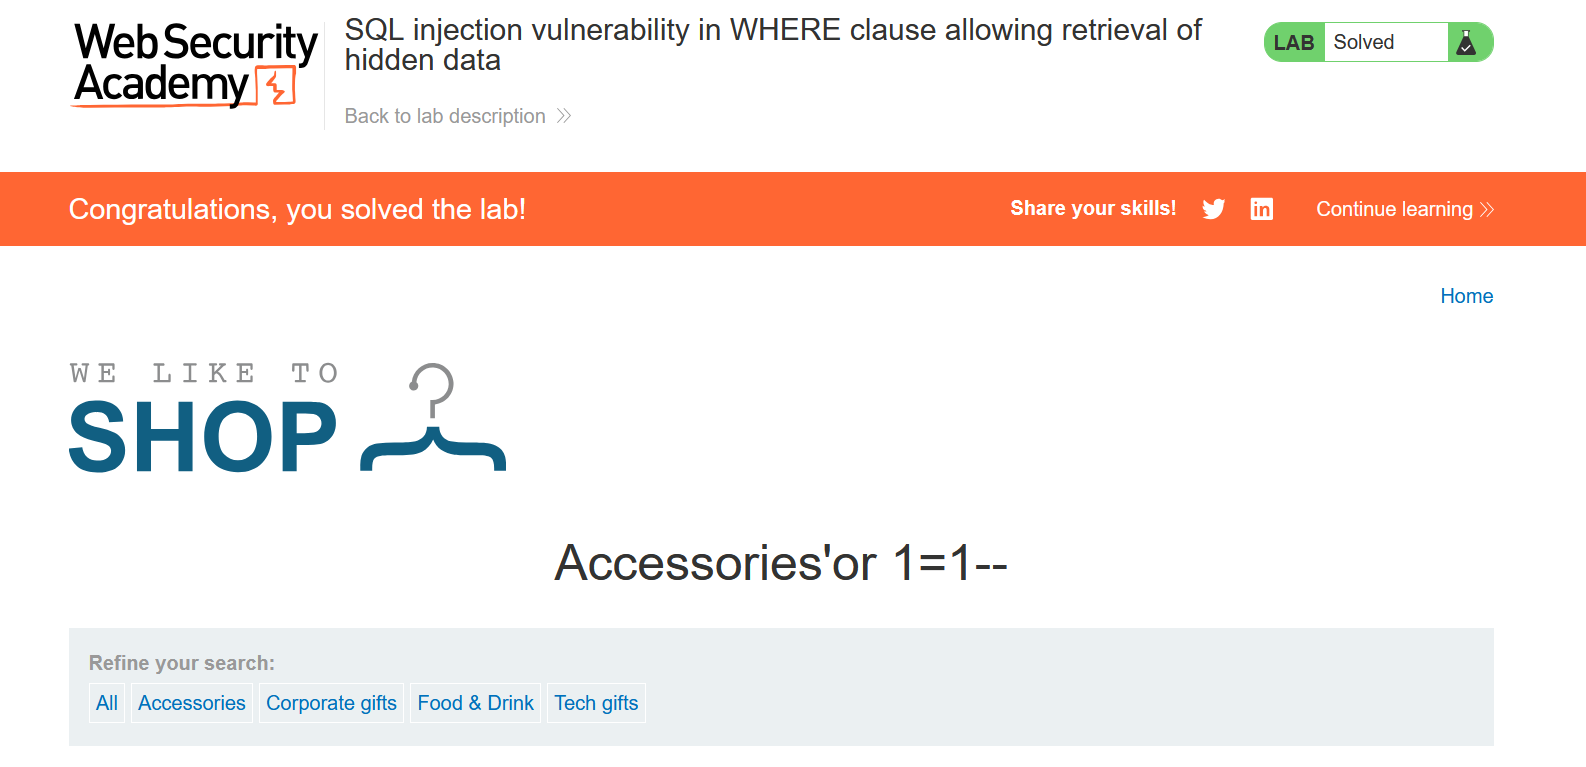 Web Security
Academy
SQL injection vulnerability in WHERE clause allowing retrieval of
hidden data
Back to lab description
LAB Solved
Congratulations, you solved the lab!
Share your skills!
Continue learning
Home
WE LIKE TO
SHOP
Accessories'or 1=1--
Refine your search:
All Accessories Corporate gifts Food & Drink Tech gifts